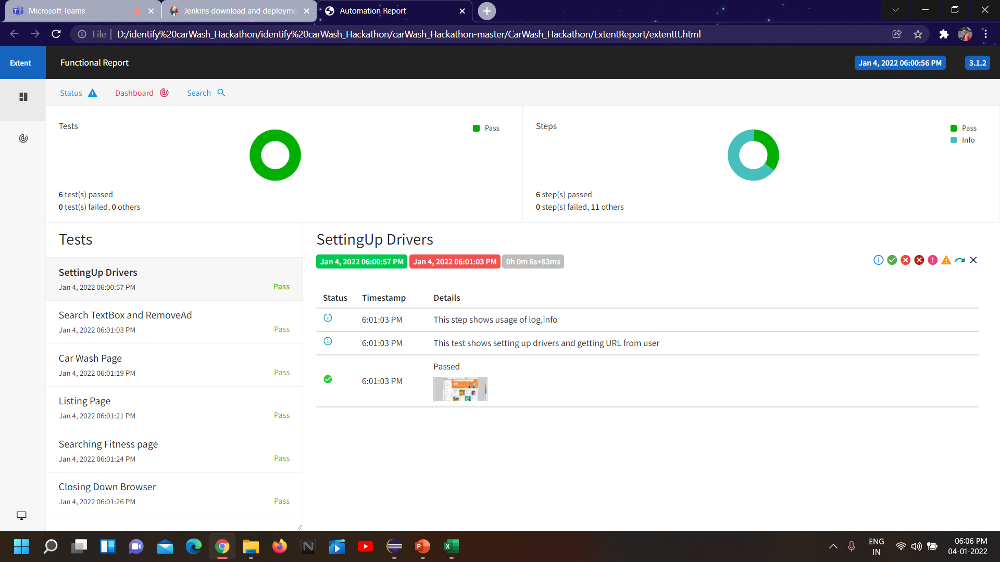 Microsoft Teams
Jenkins download and deployme
Automation Report
File
D:/identify%20carWash_Hackathon/identify%20carWash_Hackathon/carWash_Hackathon-master/CarWash_Hackathon/ExtentReport/extenttt.html
Extent
Functional Report
Jan 4, 2022 06:00:56 PM
3.1.2
Status
Dashboard
Search
Tests
Pass
6 test(s) passed
0 test(s) failed, 0 others
Steps
Pass
Info
6 step(s) passed
0 step(s) failed, 11 others
Tests
SettingUp Drivers
Jan 4, 2022 06:00:57 PM
Pass
Search TextBox and RemoveAd
Jan 4, 2022 06:01:03 PM
Pass
Car Wash Page
Jan 4, 2022 06:01:19 PM
Pass
Listing Page
Jan 4, 2022 06:01:21 PM
Pass
Searching Fitness page
Jan 4, 2022 06:01:24 PM
Pass
Closing Down Browser
Jan 4, 2022 06:01:26 PM
Pass
SettingUp Drivers
Jan 4, 2022 06:00:57 PM Jan 4, 2022 06:01:03 PM 0h 0m 6s+83ms
Status Timestamp Details
6:01:03 PM This step shows usage of log,info
6:01:03 PM This test shows setting up drivers and getting URL from user
Passed
6:01:03 PM
ENG
IN
06:06 PM
04-01-2022